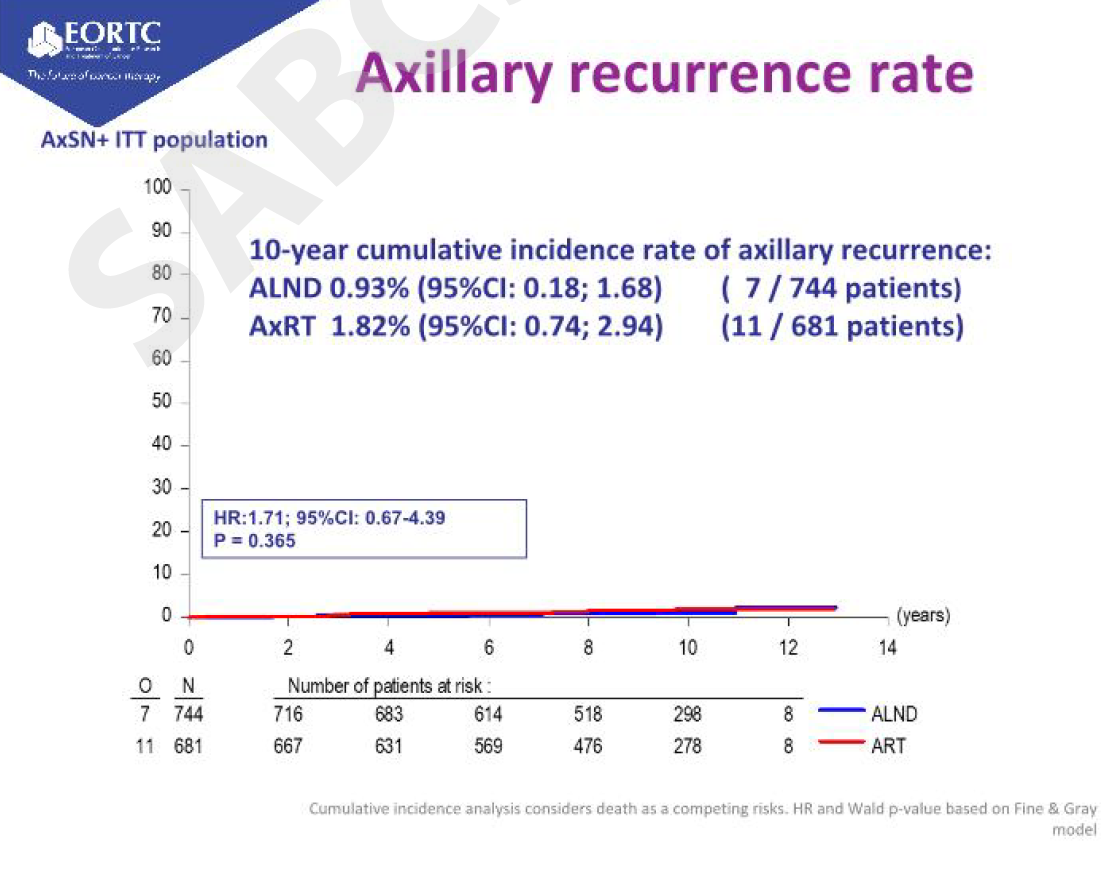 EORTC
The future of cancer therapy
Axillary recurrence rate
AxSN+ ITT population
10-year cumulative incidence rate of axillary recurrence:
ALND 0.93% (95%CI: 0.18; 1.68) ( 7 / 744 patients)
AxRT 1.82% (95%CI: 0.74; 2.94) (11 / 681 patients)
100
90
80
70
60
50
40
30
20
10
0
HR:1.71; 95%CI: 0.67-4.39
P = 0.365
(years)
0 2 4 6 8 10 12 14
O N Number of patients at risk :
7 744 716 683 614 518 298 8 ALND
11 681 667 631 569 476 278 8 ART
Cumulative incidence analysis considers death as a competing risks. HR and Wald p-value based on Fine & Gray
model
SABC